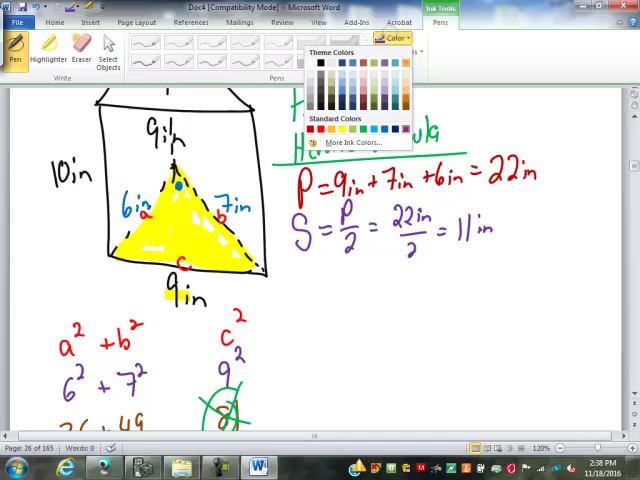 Doc4 [Compatibility Mode] - Microsoft Word
Ink Tools
File
Home
Insert
Page Layout
References
Mailings
Review
View
Add-Ins
Acrobat
Pens
Pen
Highlighter
Eraser
Select Objects
Write
Pens
Color
Theme Colors
Standard Colors
More Ink Colors...
9in
10in
6in
7in
a
b
c
9in
P = 9in + 7in + 6in = 22in
S = P/2 = 22in/2 = 11in
a² + b² c²
6² + 7² 9²
36 + 49 81
Page: 26 of 165 Words: 0 120%
2:38 PM
11/18/2016